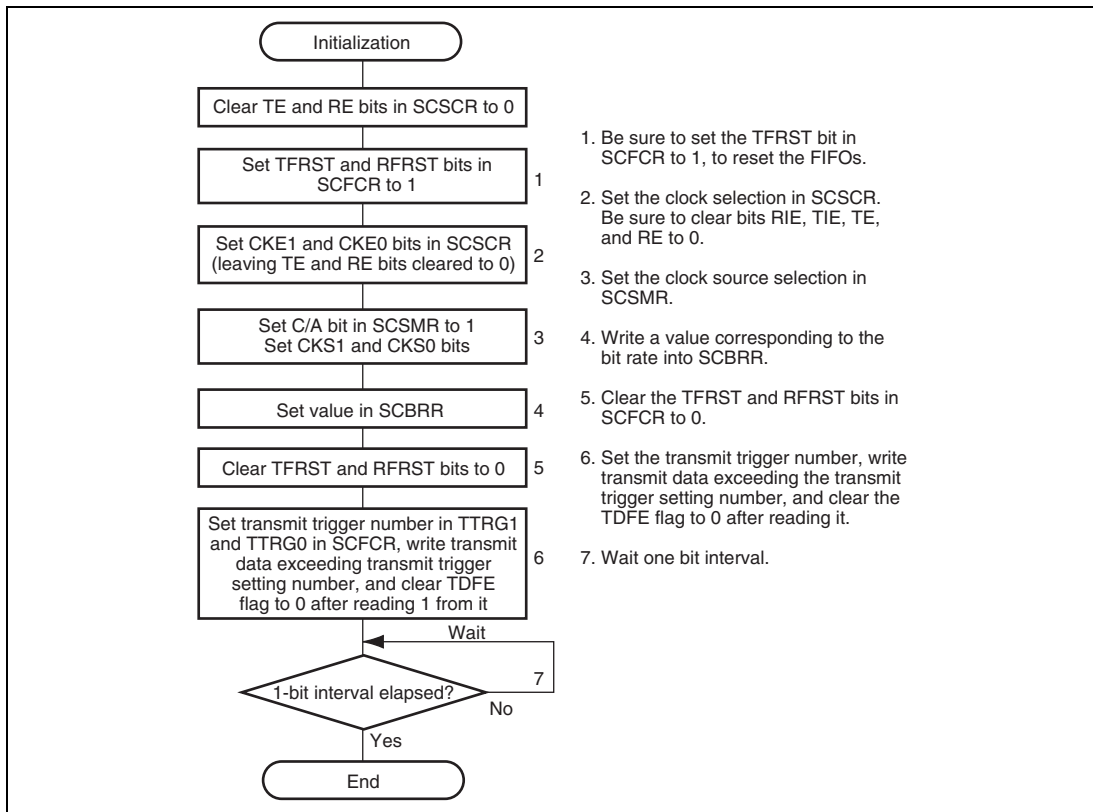 Initialization
Clear TE and RE bits in SCSCR to 0
Set TFRST and RFRST bits in
SCFCR to 1
1
Set CKE1 and CKE0 bits in SCSCR
(leaving TE and RE bits cleared to 0)
2
Set C/A bit in SCSMR to 1
Set CKS1 and CKS0 bits
3
Set value in SCBRR
4
Clear TFRST and RFRST bits to 0
5
Set transmit trigger number in TTRG1
and TTRG0 in SCFCR, write transmit
data exceeding transmit trigger
setting number, and clear TDFE
flag to 0 after reading 1 from it
6
Wait
1-bit interval elapsed?
7
No
Yes
End
1. Be sure to set the TFRST bit in
SCFCR to 1, to reset the FIFOs.
2. Set the clock selection in SCSCR.
Be sure to clear bits RIE, TIE, TE,
and RE to 0.
3. Set the clock source selection in
SCSMR.
4. Write a value corresponding to the
bit rate into SCBRR.
5. Clear the TFRST and RFRST bits in
SCFCR to 0.
6. Set the transmit trigger number, write
transmit data exceeding the transmit
trigger setting number, and clear the
TDFE flag to 0 after reading it.
7. Wait one bit interval.